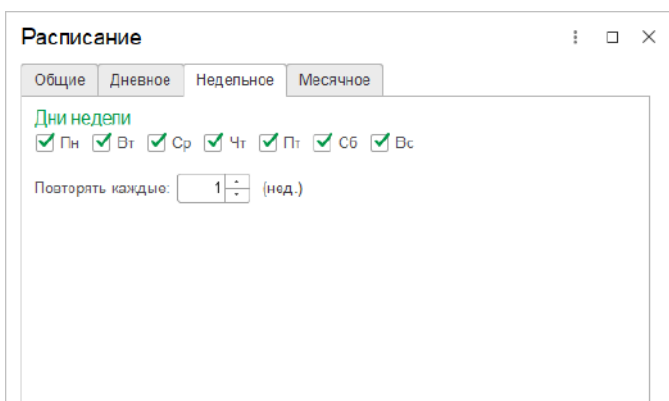 Расписание
Общие Дневное Недельное Месячное
Дни недели
Пн Вт Ср Чт Пт Сб Вс
Повторять каждые: 1 (нед.)